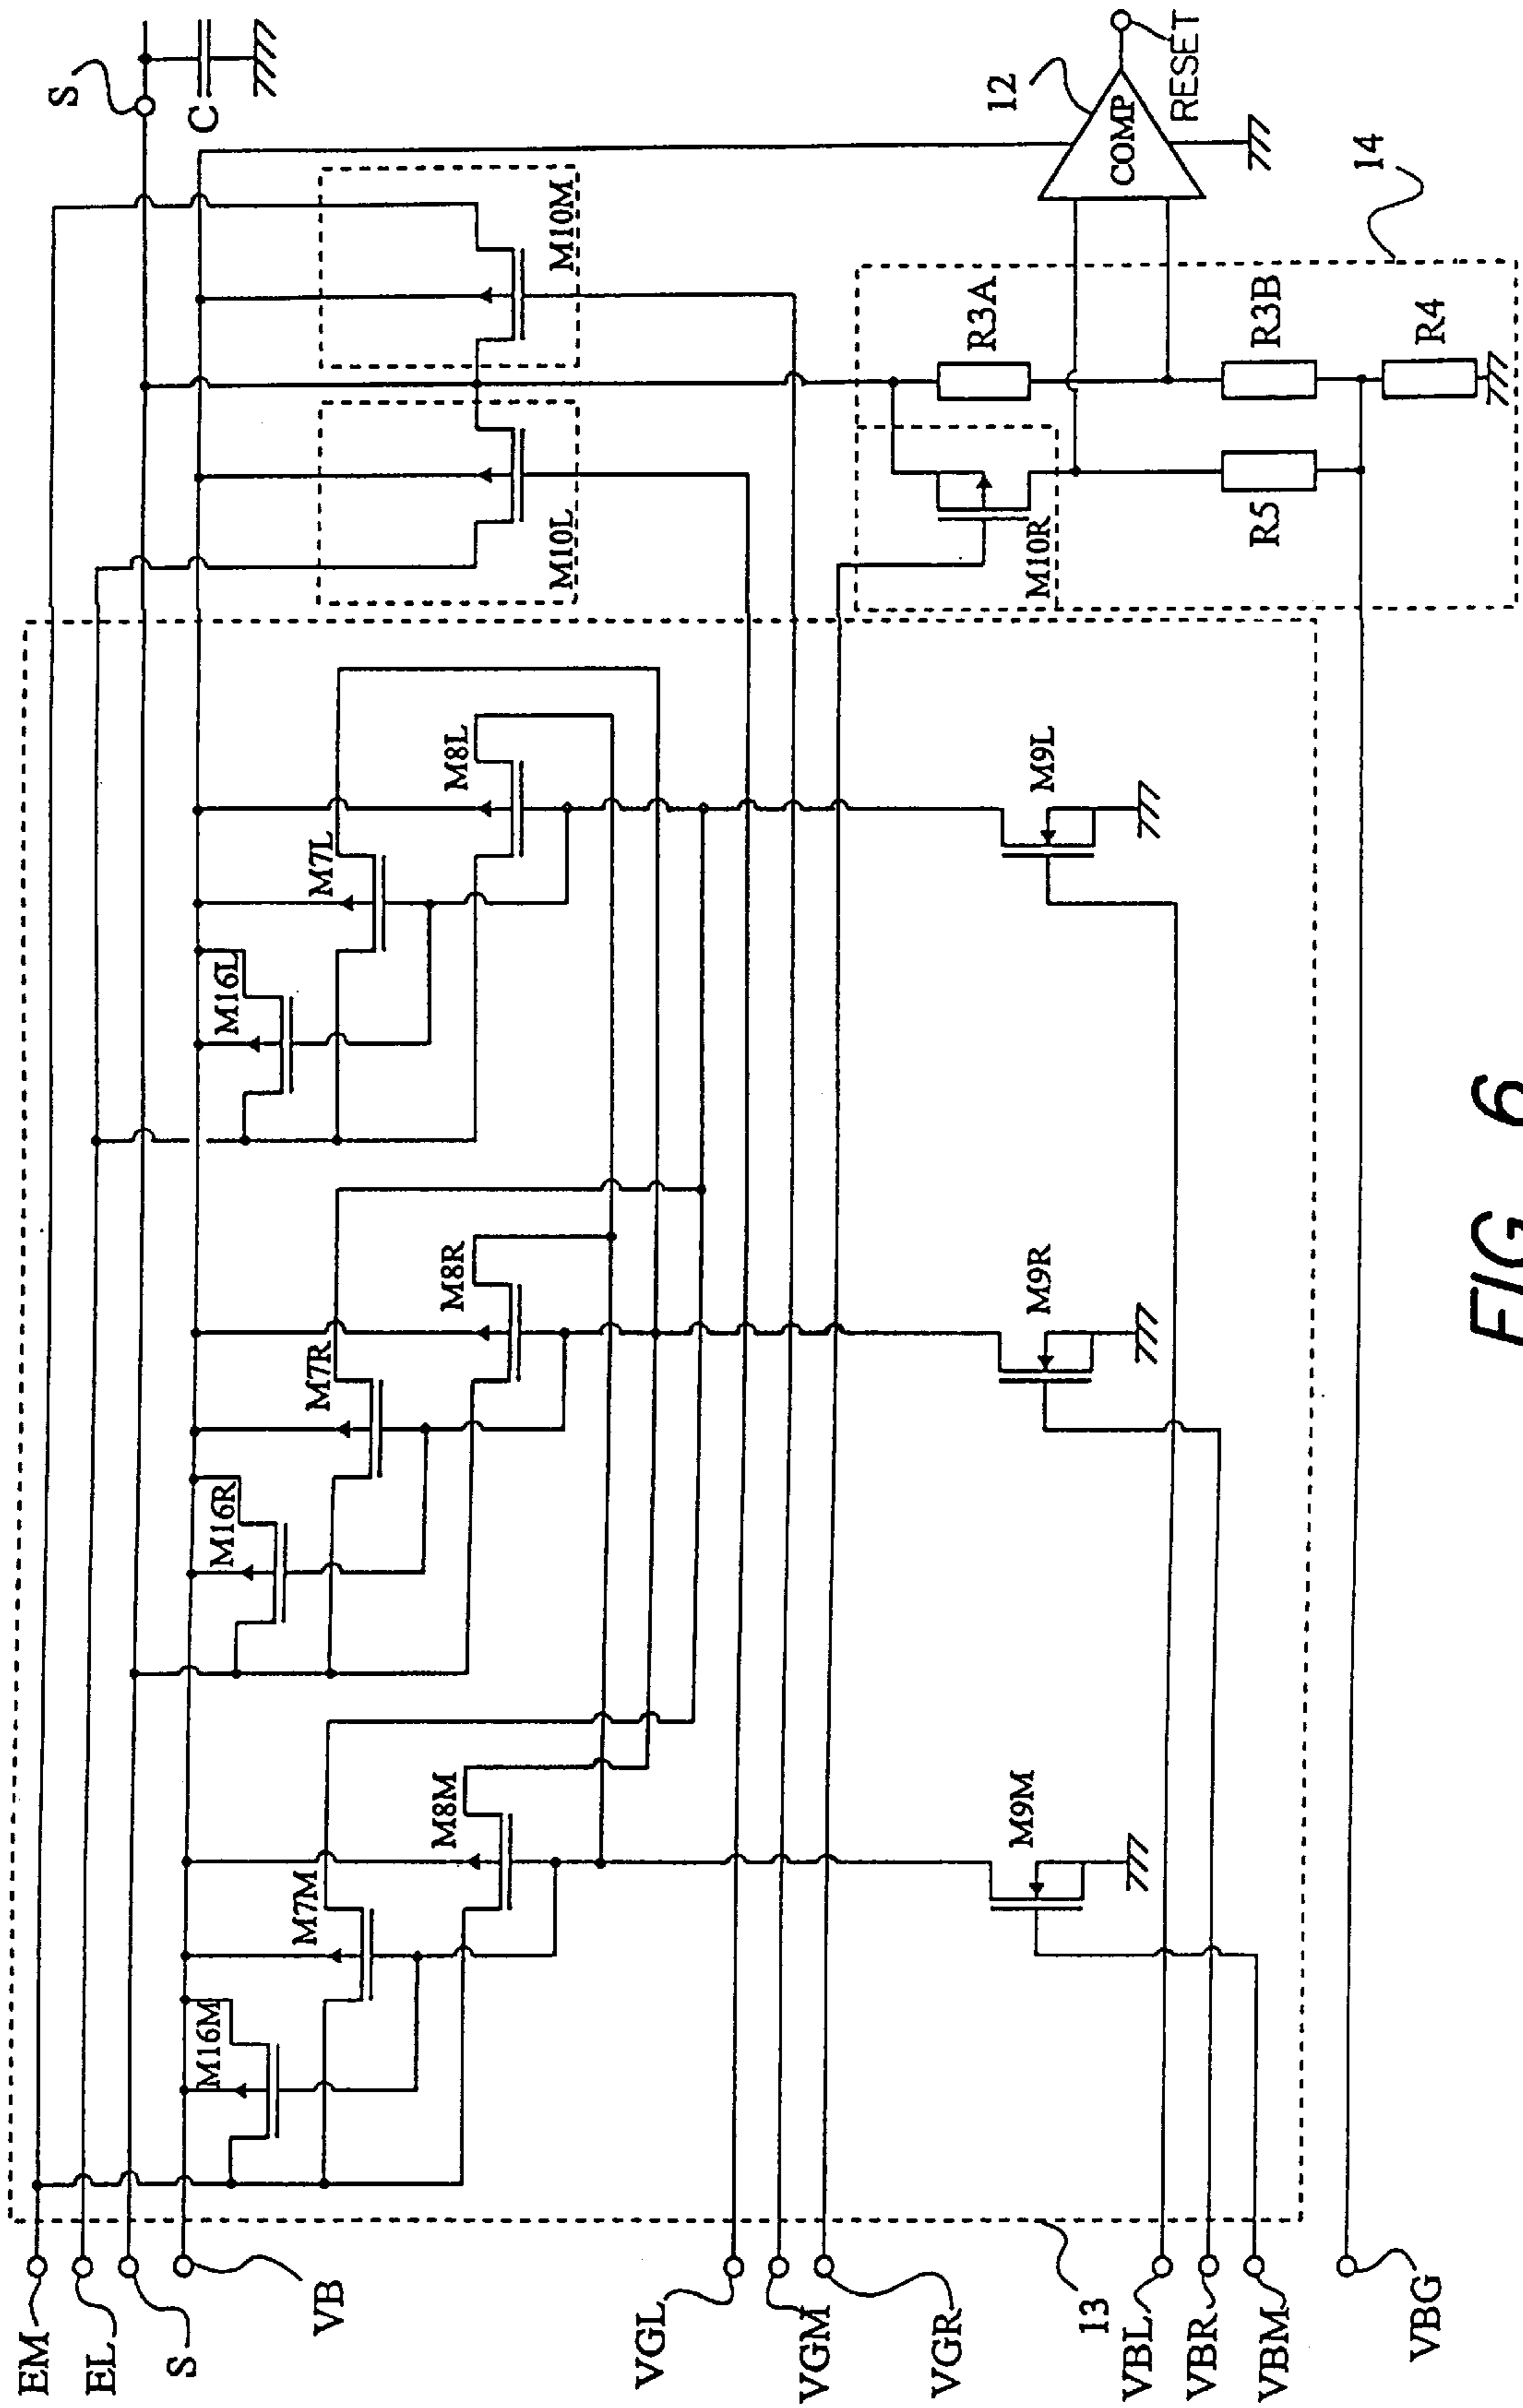 EM
EL
S
VB
VGL
VGM
VGR
13
VBL
VBR
VBM
VBG
M16M
M7M
M8M
M9M
M16R
M7R
M8R
M9R
M16L
M7L
M8L
M9L
M10L
M10M
M10R
R3A
R3B
R5
R4
S
C
12
COMP
RESET
14
FIG 6